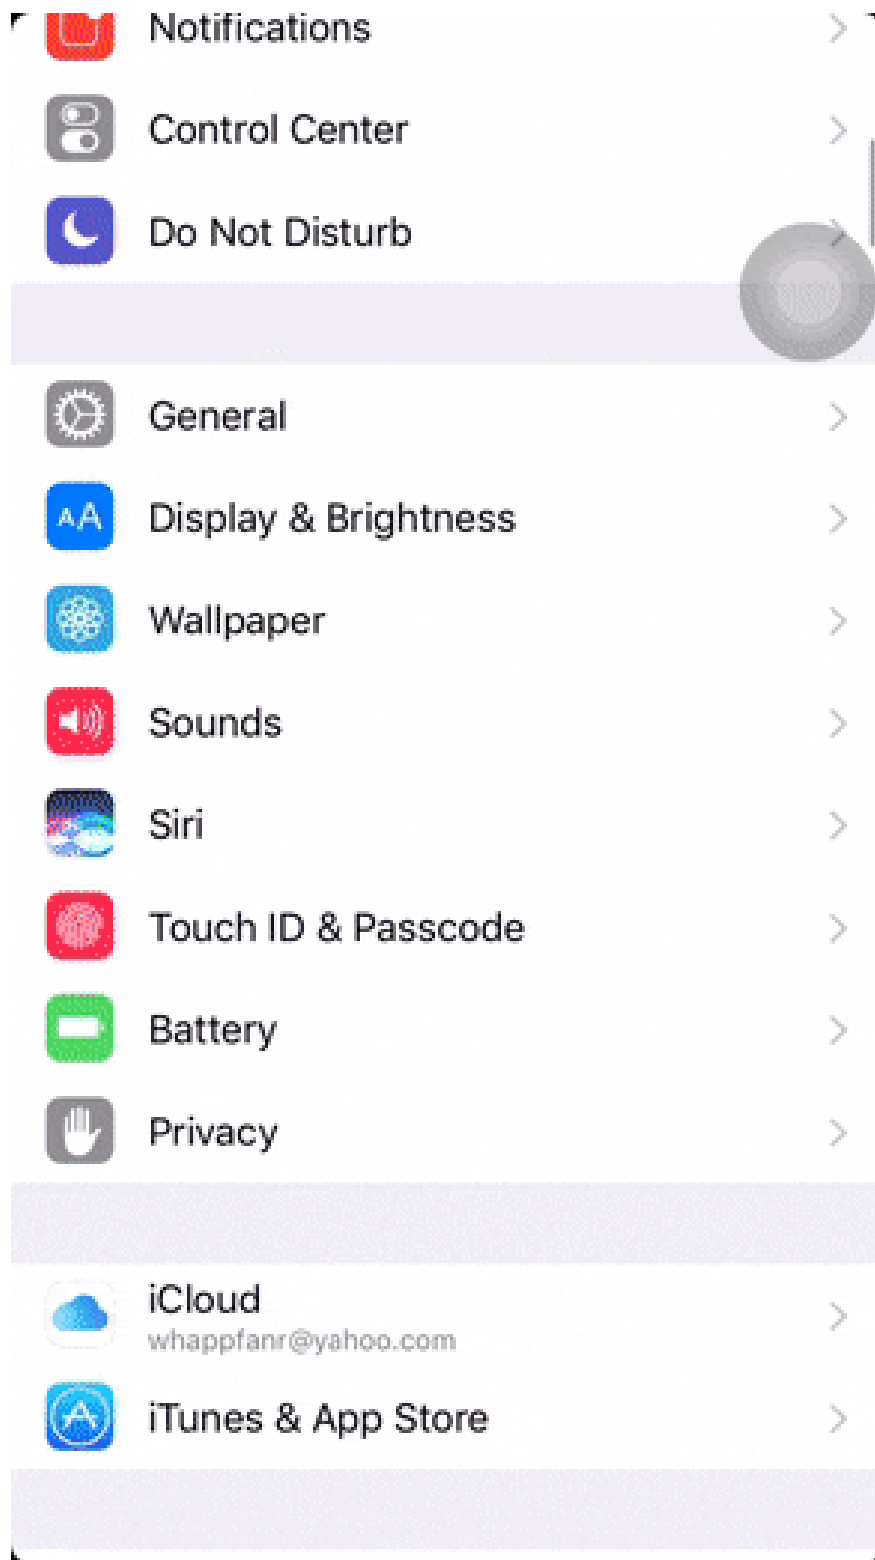 Notifications
Control Center
Do Not Disturb
General
AA
Display & Brightness
Wallpaper
Sounds
Siri
Touch ID & Passcode
Battery
Privacy
iCloud
whappfanr@yahoo.com
iTunes & App Store